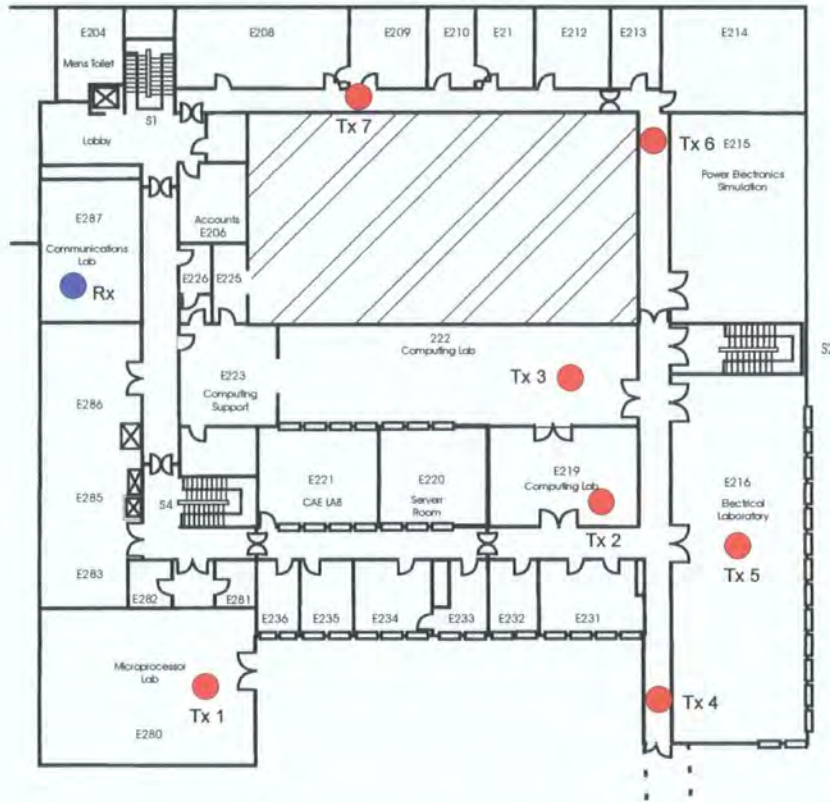 E204
Mens Toilet
E208
E209
E210
E21
E212
E213
E214
S1
Lobby
Tx 7
Tx 6
E215
Power Electronics
Simulation
E287
Communications
Lab
Rx
Accounts
E206
E226
E225
222
Computing Lab
S2
E286
E223
Computing
Support
Tx 3
E285
S4
E221
CAE LAB
E220
Serverr
Room
E219
Computing Lab
E216
Electrical
Laboratory
Tx 2
Tx 5
E283
E282
E281
E236
E235
E234
E233
E232
E231
Microprocessor
Lab
Tx 1
E280
Tx 4